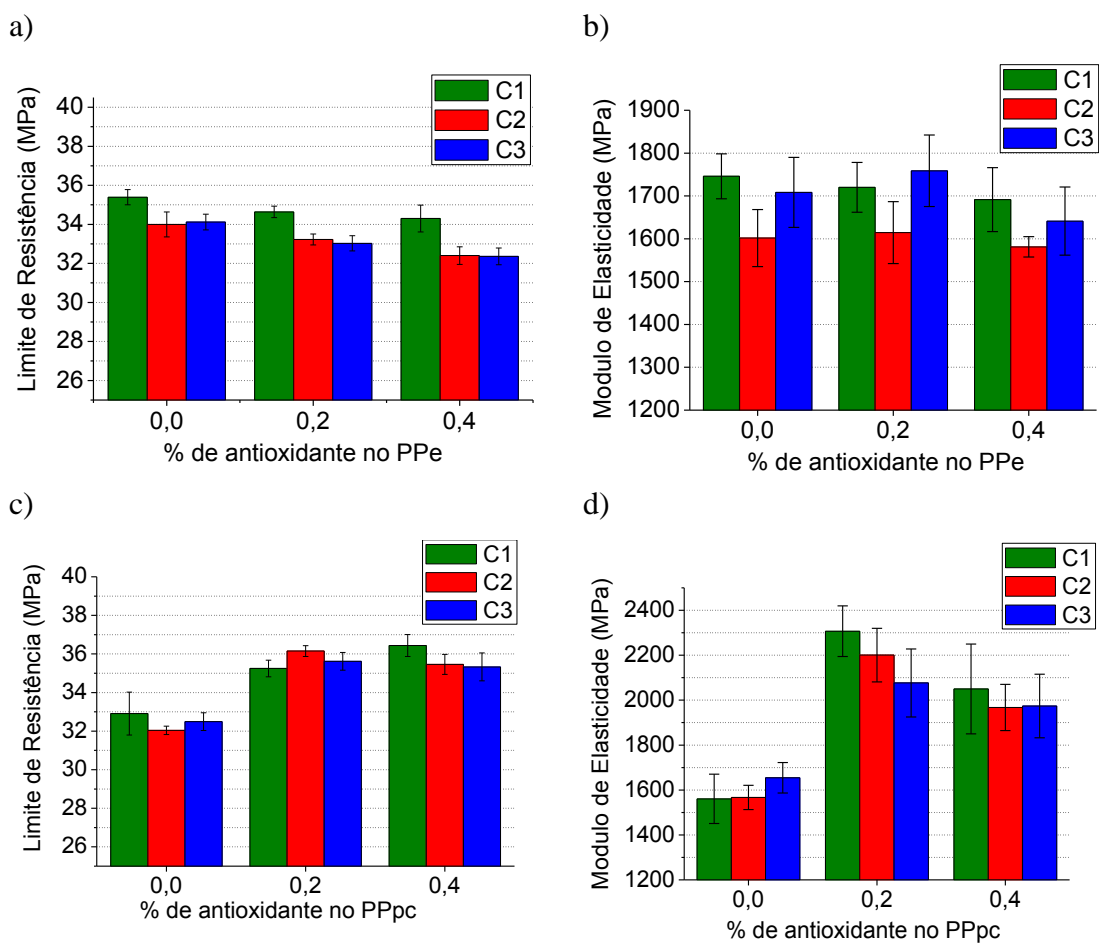 a)
C1
C2
C3
Limite de Resistência (MPa)
40
38
36
34
32
30
28
26
0,0
0,2
0,4
% de antioxidante no PPe
b)
C1
C2
C3
Modulo de Elasticidade (MPa)
1900
1800
1700
1600
1500
1400
1300
1200
0,0
0,2
0,4
% de antioxidante no PPe
c)
C1
C2
C3
Limite de Resistência (MPa)
40
38
36
34
32
30
28
26
0,0
0,2
0,4
% de antioxidante no PPpc
d)
C1
C2
C3
Modulo de Elasticidade (MPa)
2400
2200
2000
1800
1600
1400
1200
0,0
0,2
0,4
% de antioxidante no PPpc